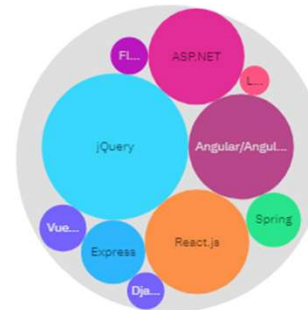 Fl...
ASP.NET
L...
jQuery
Angular/Angul...
Vue...
Express
React.js
Spring
Dja...